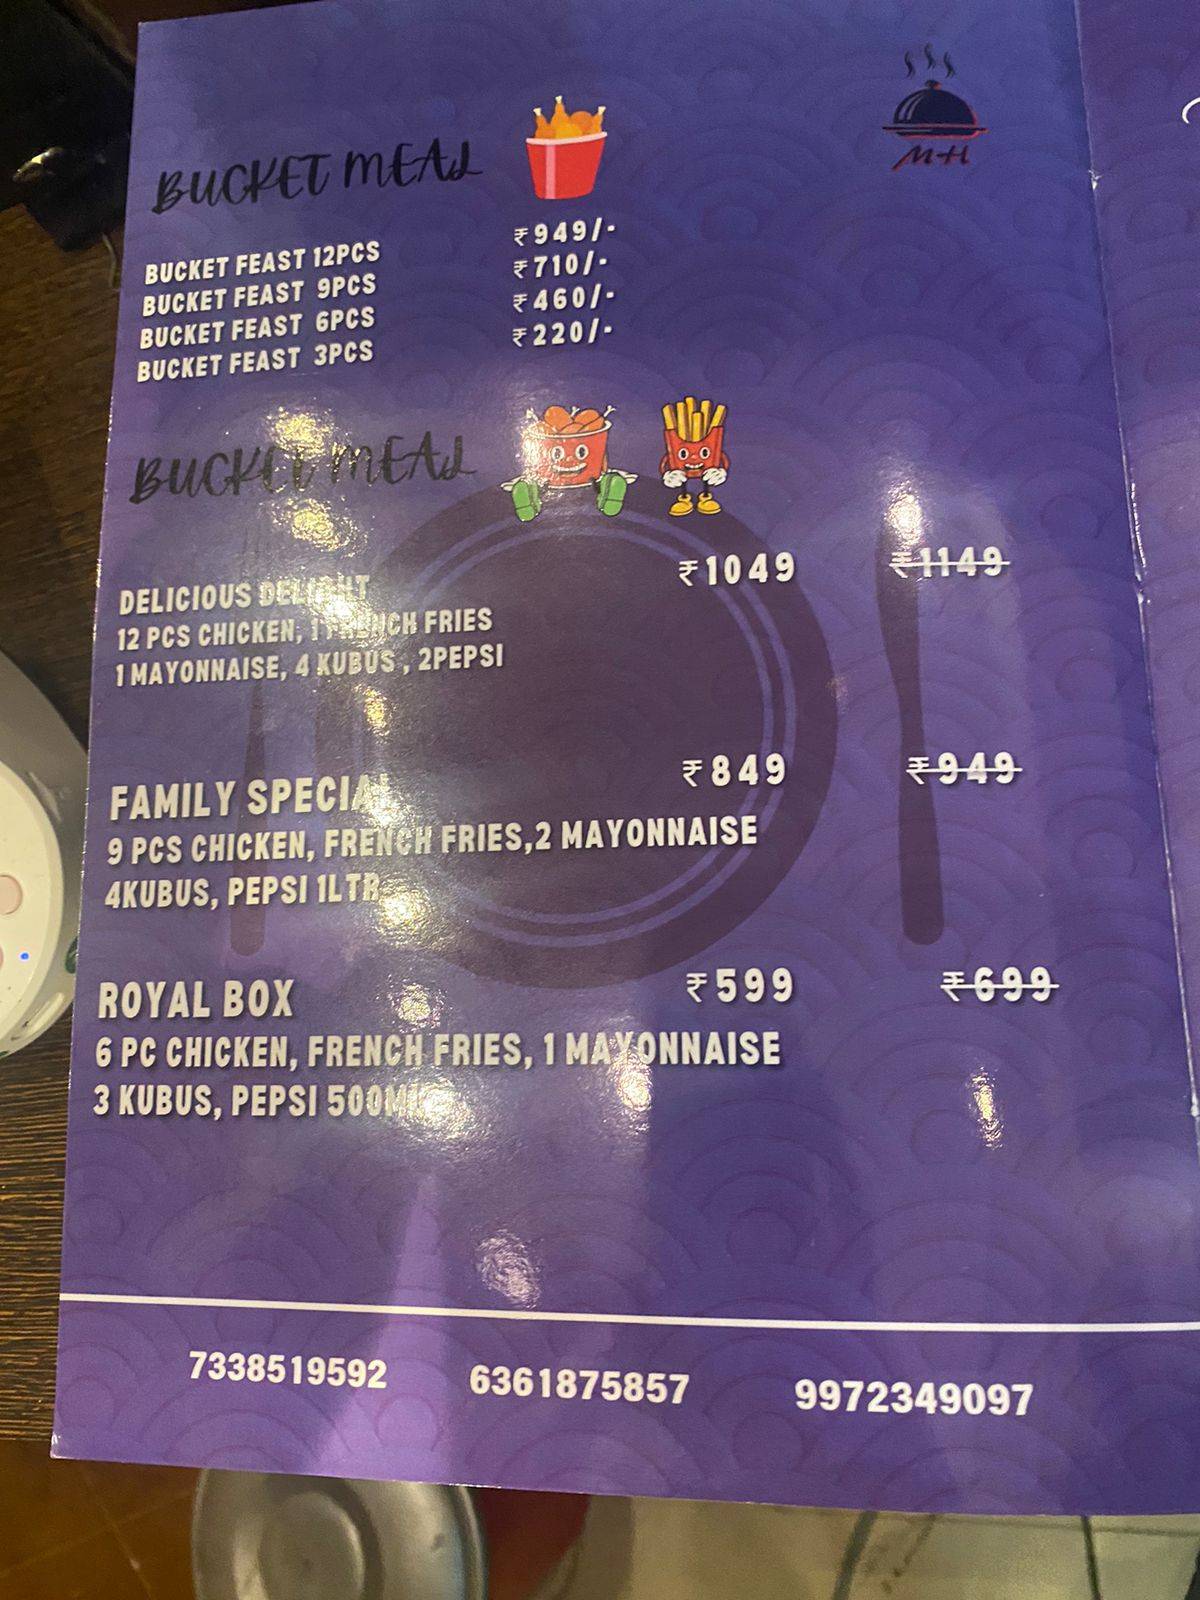 MH
BUCKET MEAL
BUCKET FEAST 12PCS ₹949/-
BUCKET FEAST 9PCS ₹710/-
BUCKET FEAST 6PCS ₹460/-
BUCKET FEAST 3PCS ₹220/-
BUCKET MEAL
DELICIOUS DELIGHT ₹1049 ₹1149
12 PCS CHICKEN, 1 FRENCH FRIES
1 MAYONNAISE, 4 KUBUS , 2PEPSI
FAMILY SPECIAL ₹849 ₹949
9 PCS CHICKEN, FRENCH FRIES,2 MAYONNAISE
4KUBUS, PEPSI 1LTR
ROYAL BOX ₹599 ₹699
6 PC CHICKEN, FRENCH FRIES, 1 MAYONNAISE
3 KUBUS, PEPSI 500ML
7338519592 6361875857 9972349097